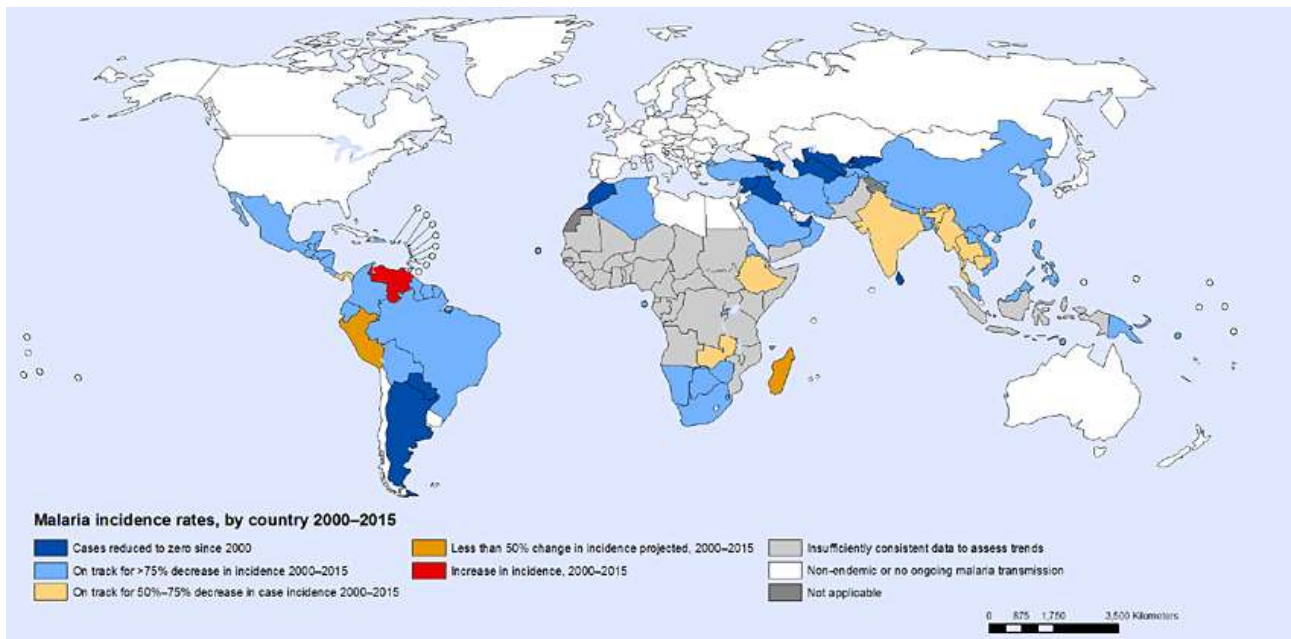 Malaria incidence rates, by country 2000–2015
Cases reduced to zero since 2000
On track for >75% decrease in incidence 2000–2015
On track for 50%–75% decrease in case incidence 2000–2015
Less than 50% change in incidence projected, 2000–2015
Increase in incidence, 2000–2015
Insufficiently consistent data to assess trends
Non-endemic or no ongoing malaria transmission
Not applicable
0 875 1,750 3,500 Kilometers